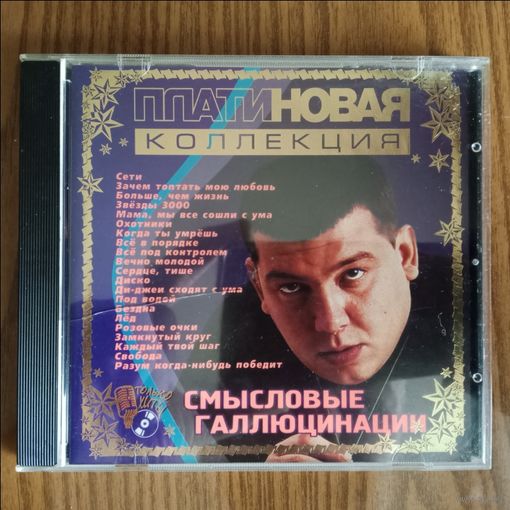 ПЛАТИНОВАЯ
КОЛЛЕКЦИЯ
Сети
Зачем топтать мою любовь
Больше, чем жизнь
Звёзды 3000
Мама, мы все сошли с ума
Охотники
Когда ты умрёшь
Всё в порядке
Всё под контролем
Вечно молодой
Сердце, тише
Диско
Ди-джеи сходят с ума
Под водой
Бездна
Лёд
Розовые очки
Замкнутый круг
Каждый твой шаг
Свобода
Разум когда-нибудь победит
ТОЛЬКО
ХИТЫ
СМЫСЛОВЫЕ
ГАЛЛЮЦИНАЦИИ